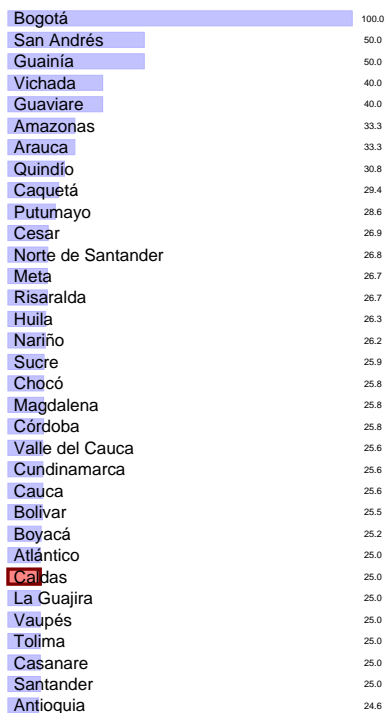 Bogotá 100.0
San Andrés 50.0
Guainía 50.0
Vichada 40.0
Guaviare 40.0
Amazonas 33.3
Arauca 33.3
Quindío 30.8
Caquetá 29.4
Putumayo 28.6
Cesar 26.9
Norte de Santander 26.8
Meta 26.7
Risaralda 26.7
Huila 26.3
Nariño 26.2
Sucre 25.9
Chocó 25.8
Magdalena 25.8
Córdoba 25.8
Valle del Cauca 25.6
Cundinamarca 25.6
Cauca 25.6
Bolivar 25.5
Boyacá 25.2
Atlántico 25.0
Caldas 25.0
La Guajira 25.0
Vaupés 25.0
Tolima 25.0
Casanare 25.0
Santander 25.0
Antioquia 24.6